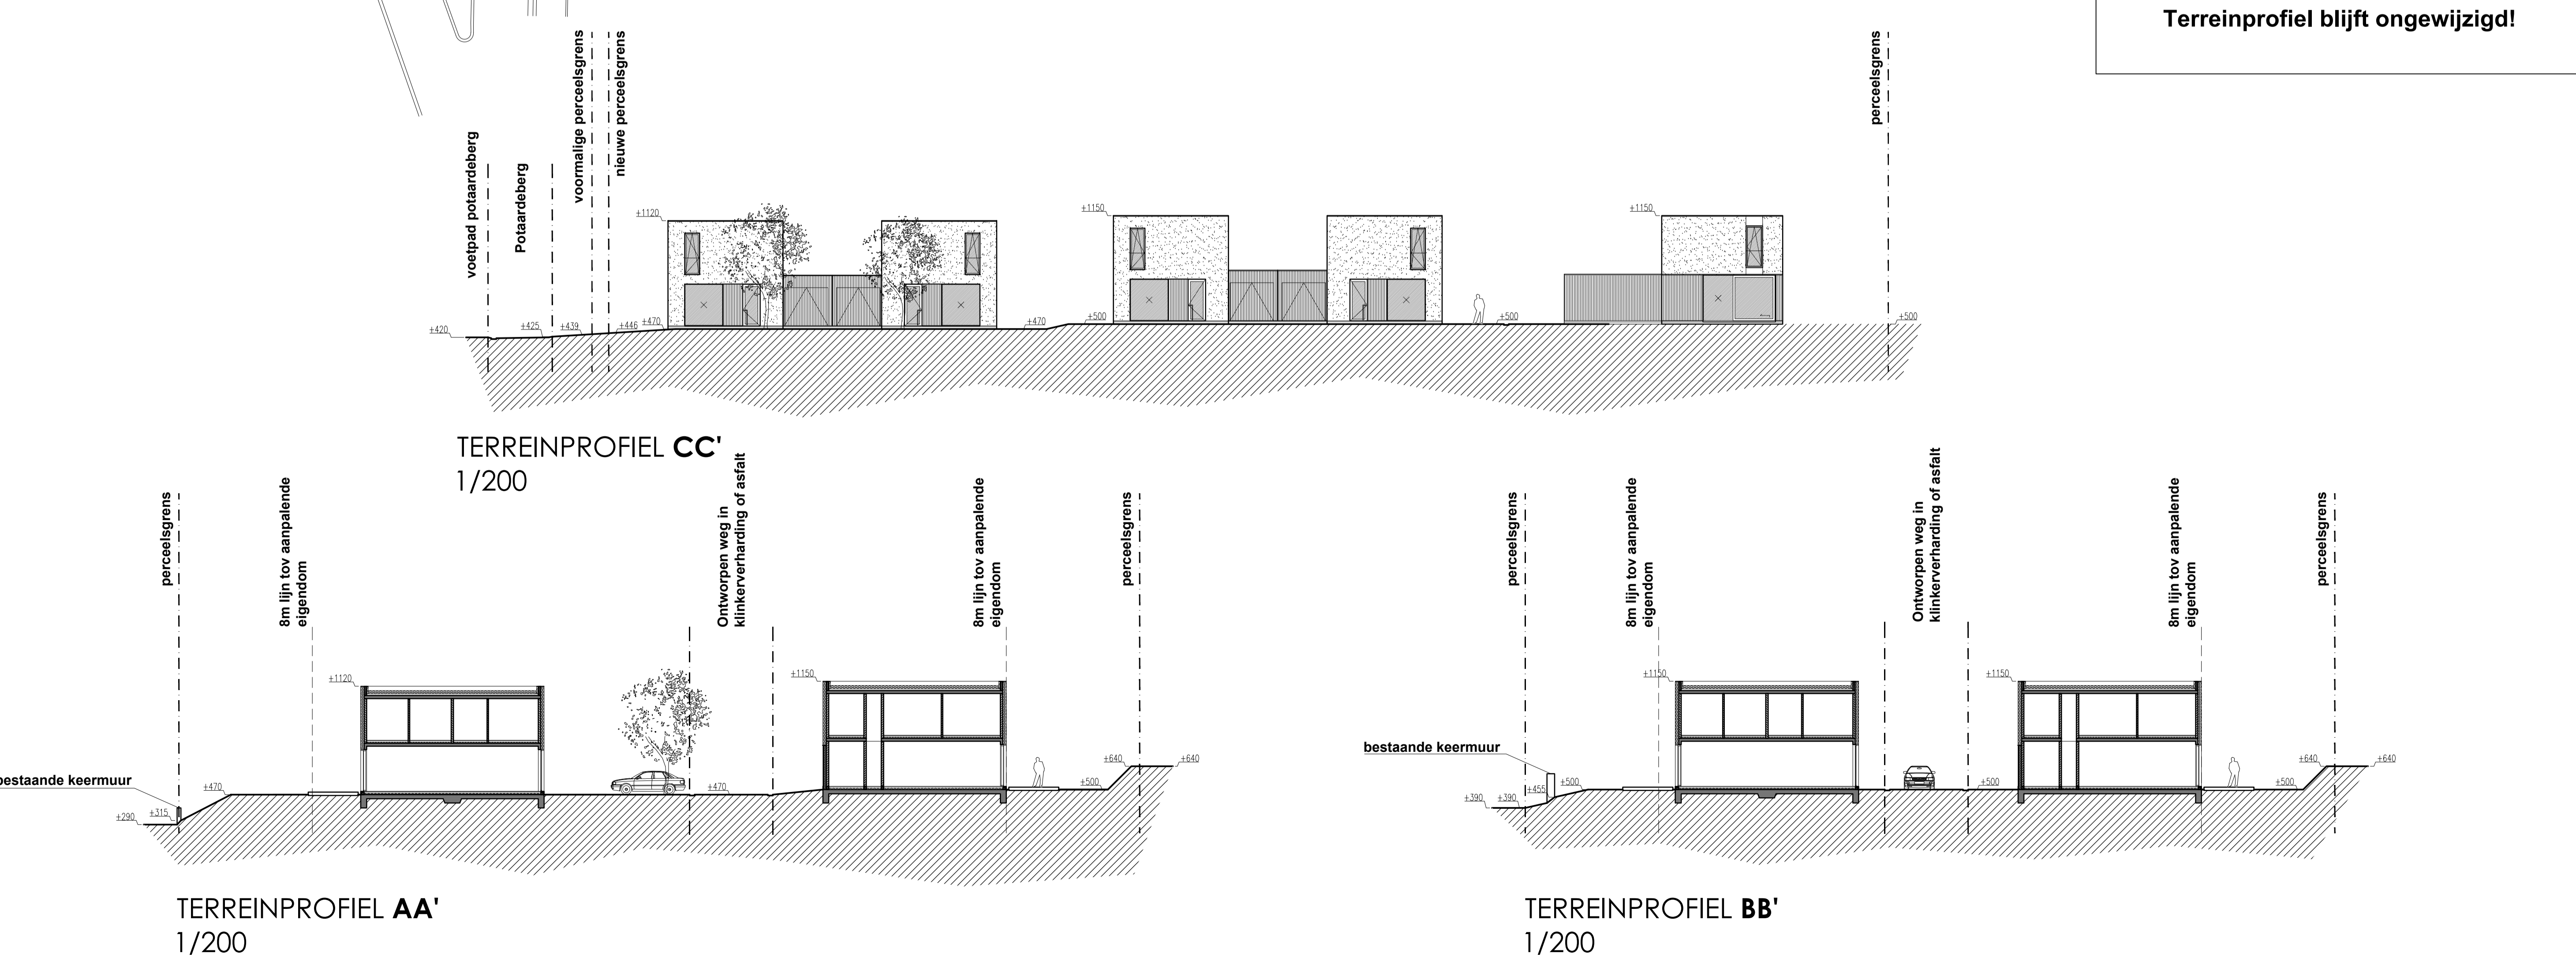 Terreinprofiel blijft ongewijzigd!
voetpad potaardeberg
Potaardeberg
voormalige perceelsgrens
nieuwe perceelsgrens
perceelsgrens
+1120
+1150
+1150
+420
+425
+439
+446
+470
+470
+500
+500
+500
TERREINPROFIEL CC'
1/200
perceelsgrens
8m lijn tov aanpalende
eigendom
Ontworpen weg in
klinkerverharding of asfalt
8m lijn tov aanpalende
eigendom
perceelsgrens
+1120
+1150
bestaande keermuur
+290
+315
+470
+470
+500
+640
+640
TERREINPROFIEL AA'
1/200
perceelsgrens
8m lijn tov aanpalende
eigendom
Ontworpen weg in
klinkerverharding of asfalt
8m lijn tov aanpalende
eigendom
perceelsgrens
+1150
+1150
bestaande keermuur
+390
+390
+455
+500
+500
+500
+640
+640
TERREINPROFIEL BB'
1/200